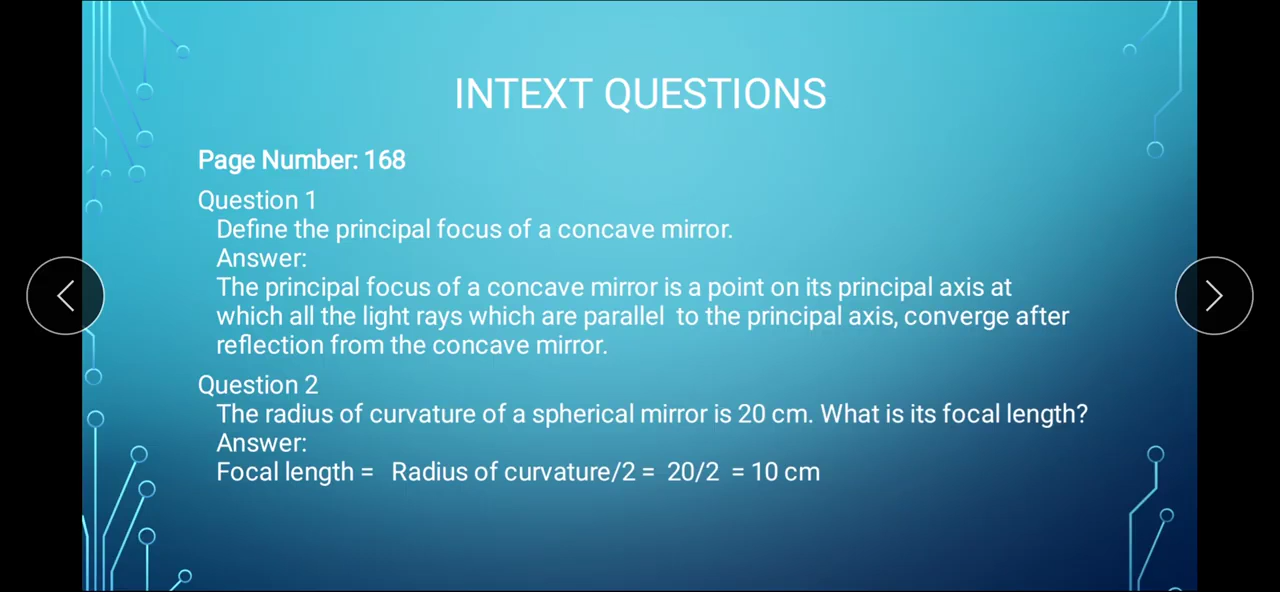 INTEXT QUESTIONS
Page Number: 168
Question 1
Define the principal focus of a concave mirror.
Answer:
The principal focus of a concave mirror is a point on its principal axis at
which all the light rays which are parallel  to the principal axis, converge after
reflection from the concave mirror.
Question 2
The radius of curvature of a spherical mirror is 20 cm. What is its focal length?
Answer:
Focal length =  Radius of curvature/2 =  20/2  = 10 cm